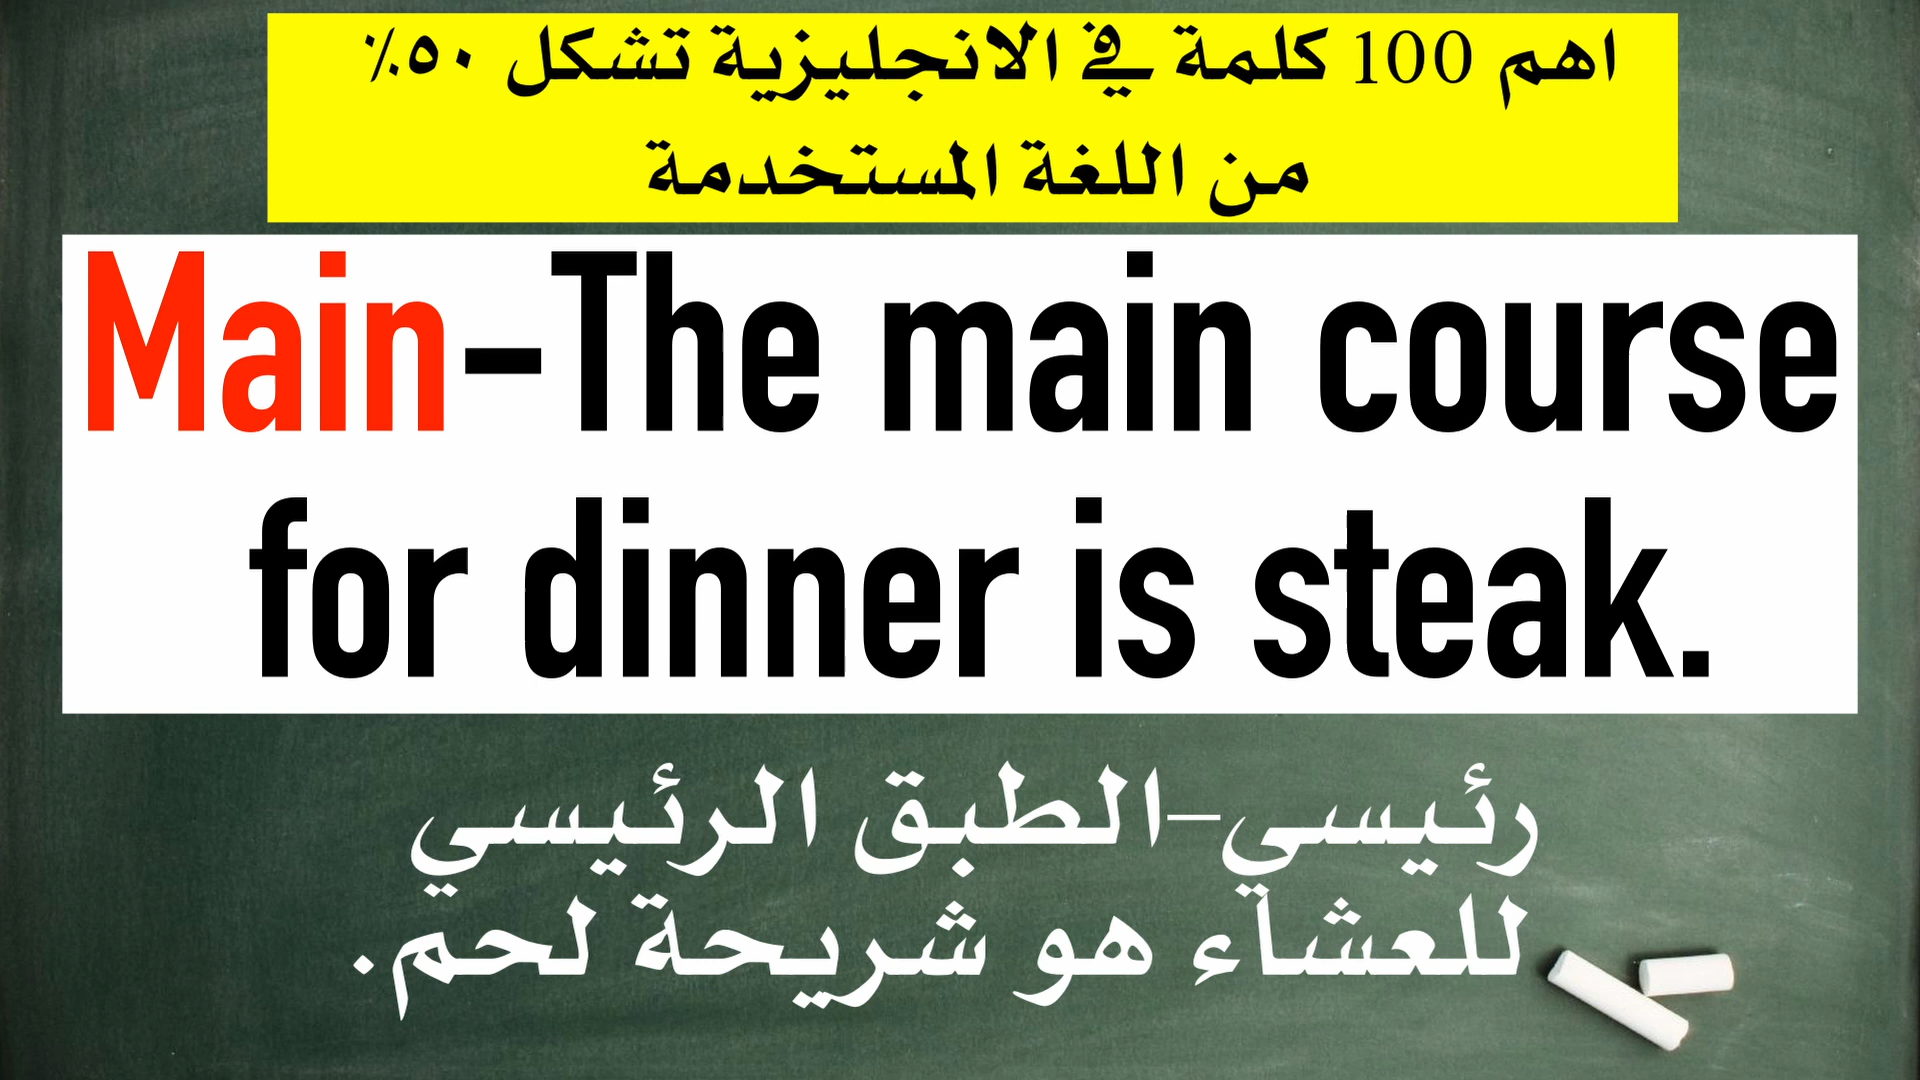 اهم 100 كلمة في الانجليزية تشكل ٥٠٪
من اللغة المستخدمة
Main-The main course
for dinner is steak.
رئيسي-الطبق الرئيسي
للعشاء هو شريحة لحم.